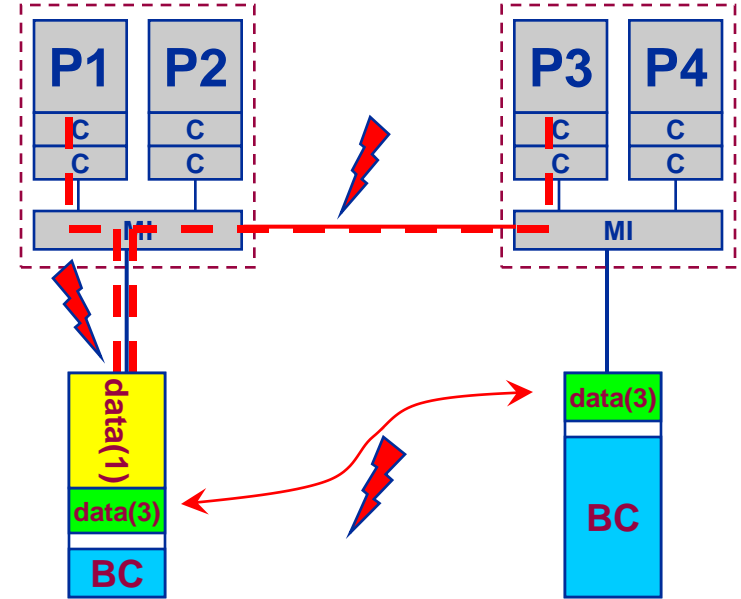 P1 P2 P3 P4
C C C C
C C C C
MI MI
data(1)
data(3)
data(3)
BC
BC